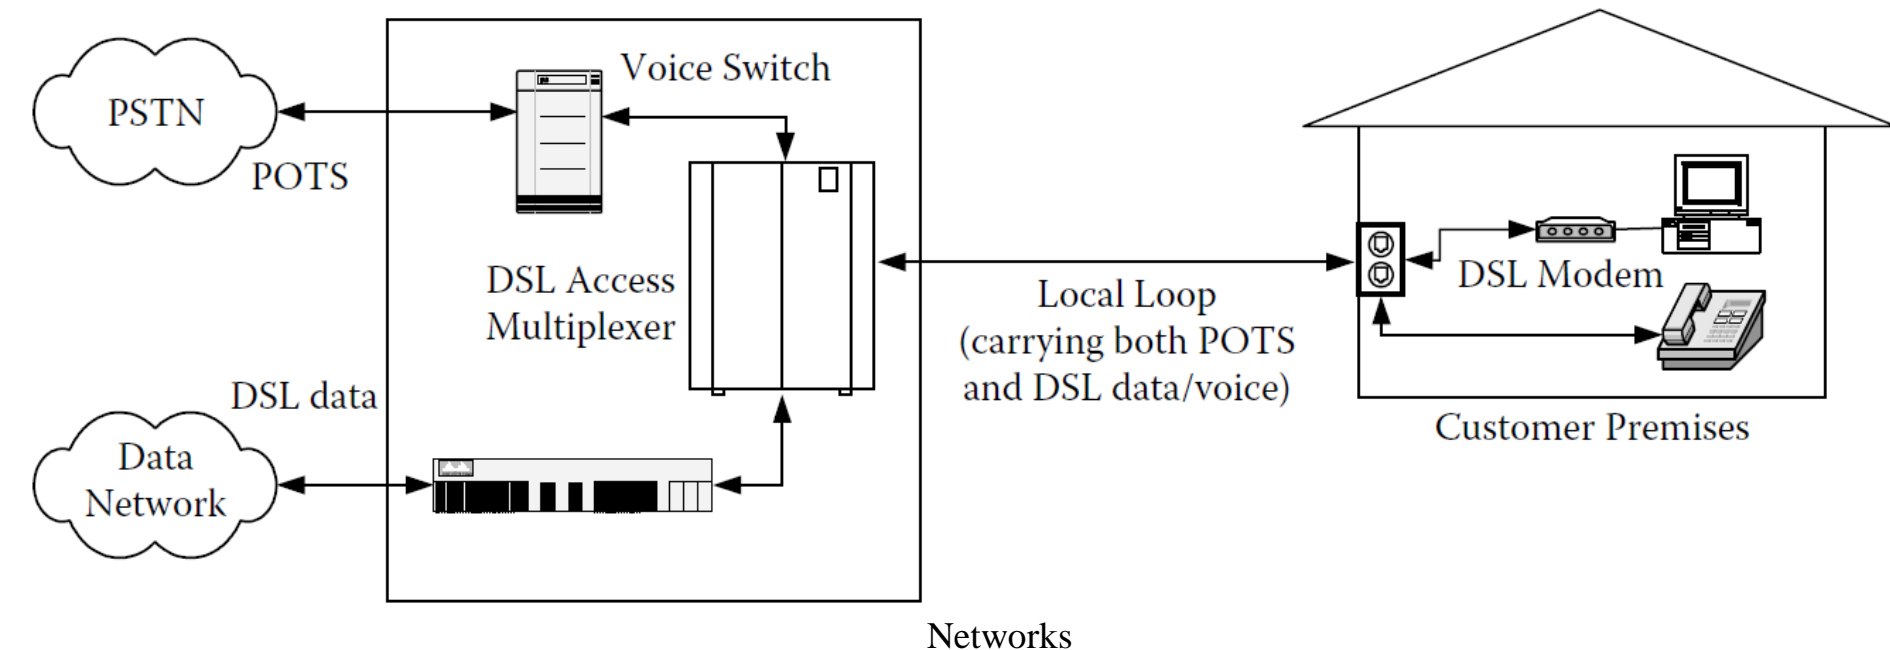 PSTN
POTS
Voice Switch
DSL Access
Multiplexer
DSL data
Data
Network
Local Loop
(carrying both POTS
and DSL data/voice)
DSL Modem
Customer Premises
Networks